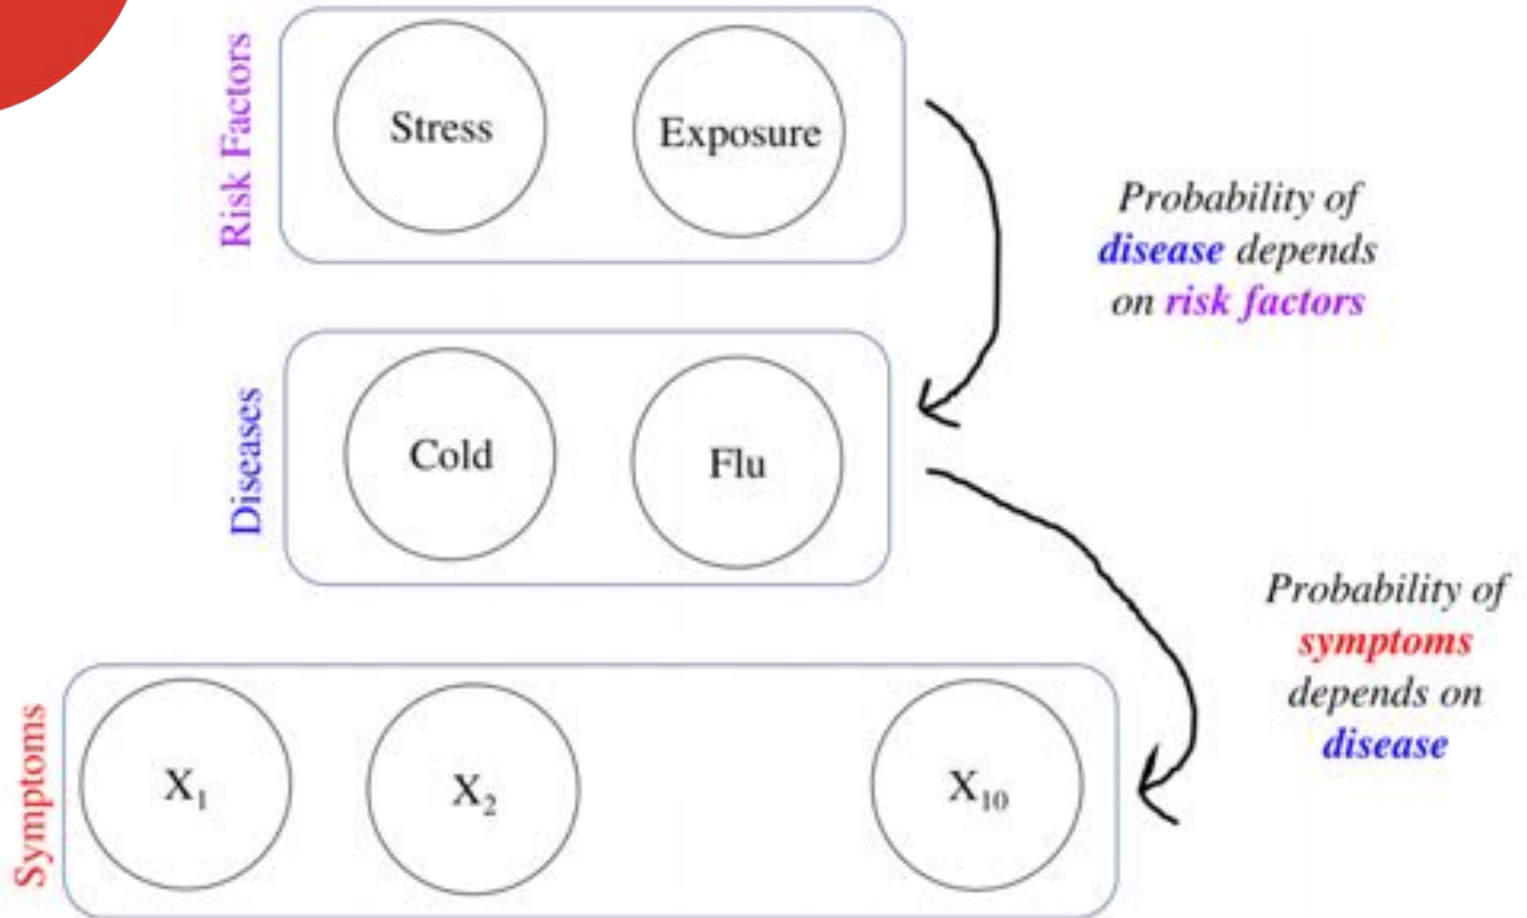 Risk Factors
Stress
Exposure
Probability of
disease depends
on risk factors
Diseases
Cold
Flu
Probability of
symptoms
depends on
disease
Symptoms
X₁
X₂
X₁₀